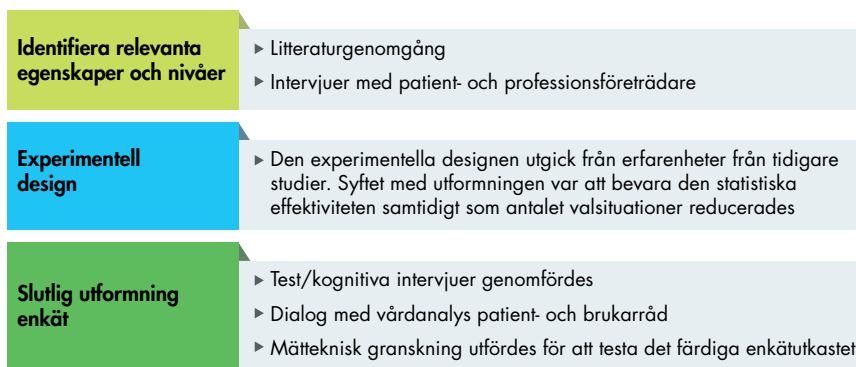 Identifiera relevanta
egenskaper och nivåer
▶ Litteraturgenomgång
▶ Intervjuer med patient- och professionsföreträdare
Experimentell
design
▶ Den experimentella designen utgick från erfarenheter från tidigare
studier. Syftet med utformningen var att bevara den statistiska
effektiviteten samtidigt som antalet valsituationer reducerades
Slutlig utformning
enkät
▶ Test/kognitiva intervjuer genomfördes
▶ Dialog med vårdanalys patient- och brukarråd
▶ Mätteknisk granskning utfördes för att testa det färdiga enkätutkastet